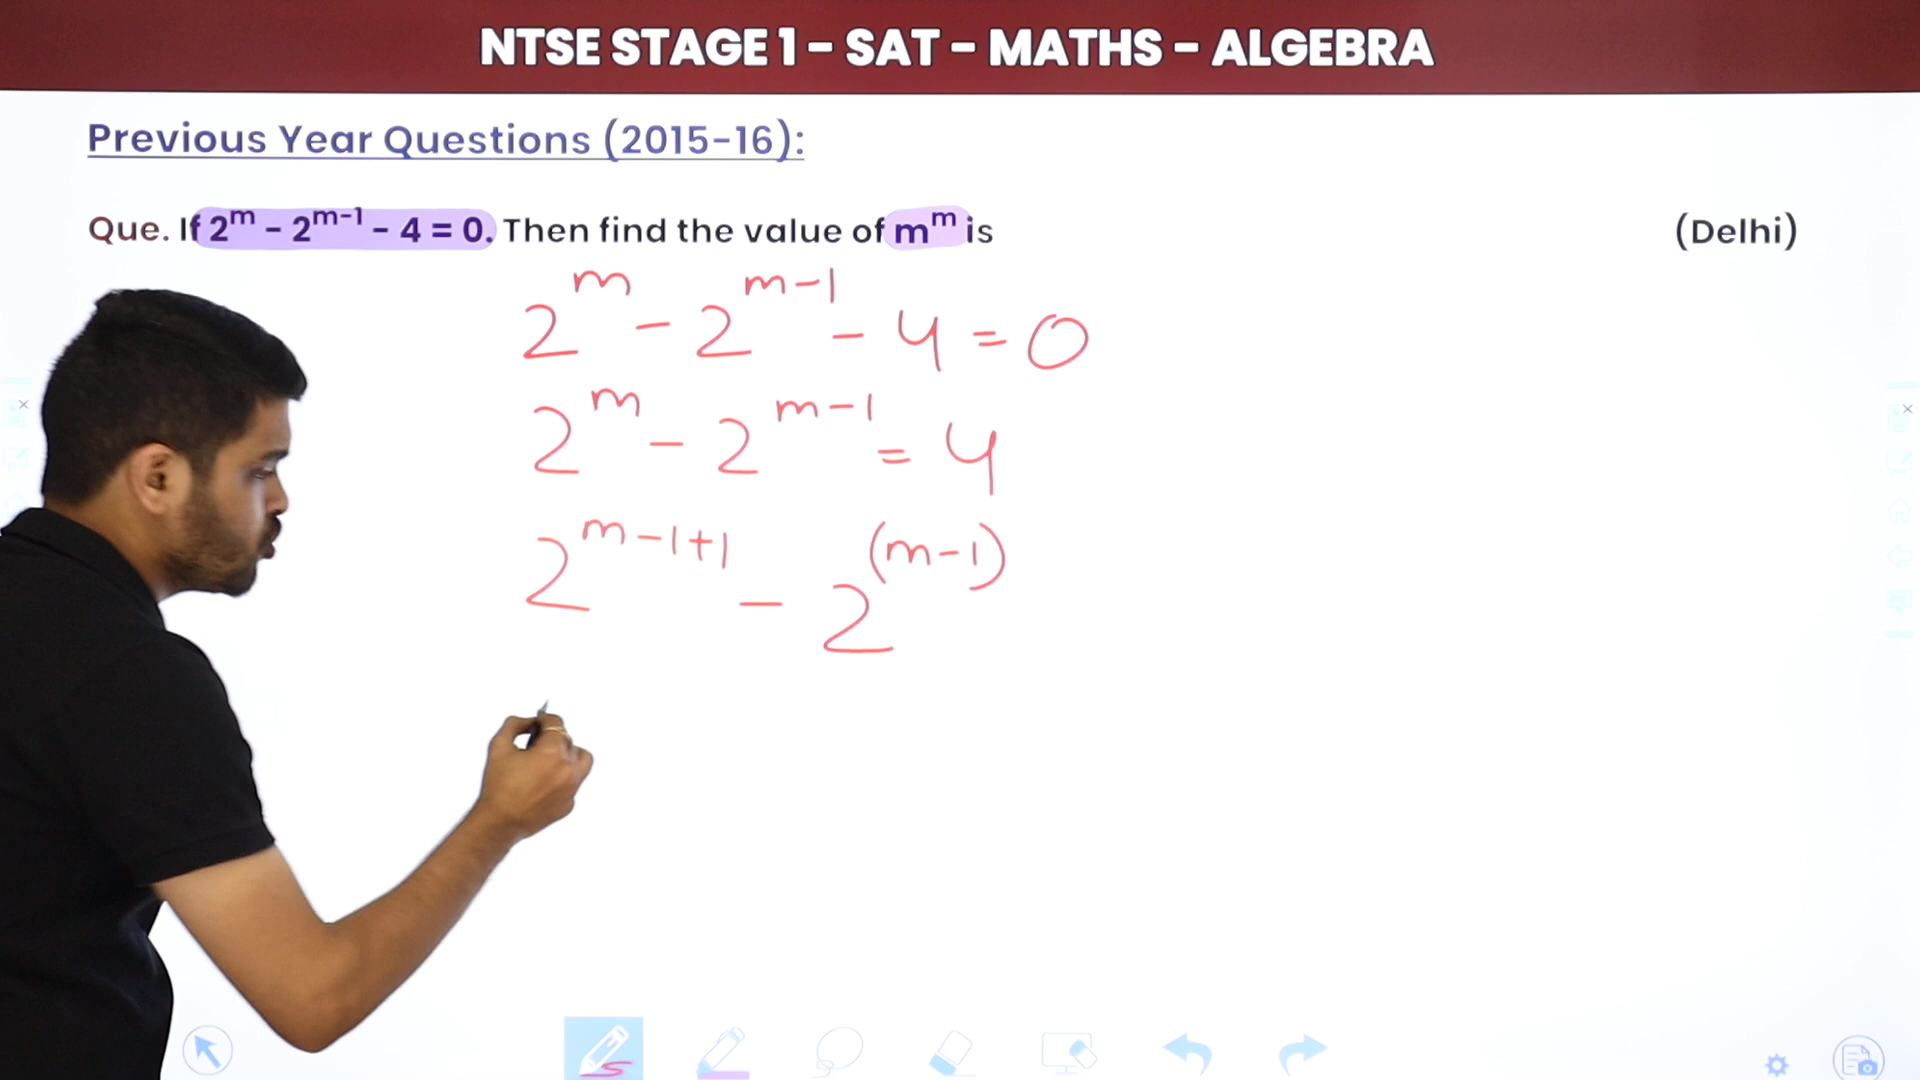 NTSE STAGE 1 – SAT – MATHS – ALGEBRA
Previous Year Questions (2015-16):
Que. If 2^m - 2^{m-1} - 4 = 0. Then find the value of m^m is (Delhi)
2^m - 2^{m-1} - 4 = 0
2^m - 2^{m-1} = 4
2^{m-1+1} - 2^{(m-1)}